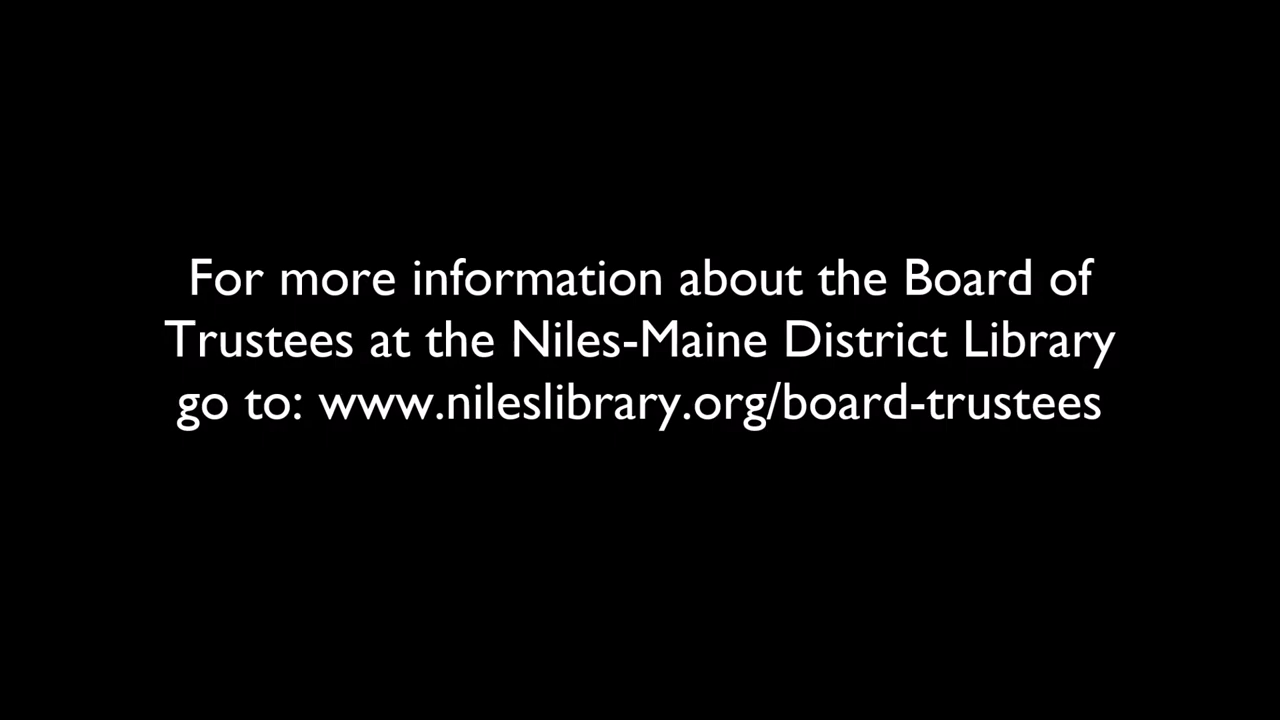 For more information about the Board of
Trustees at the Niles-Maine District Library
go to: www.nileslibrary.org/board-trustees